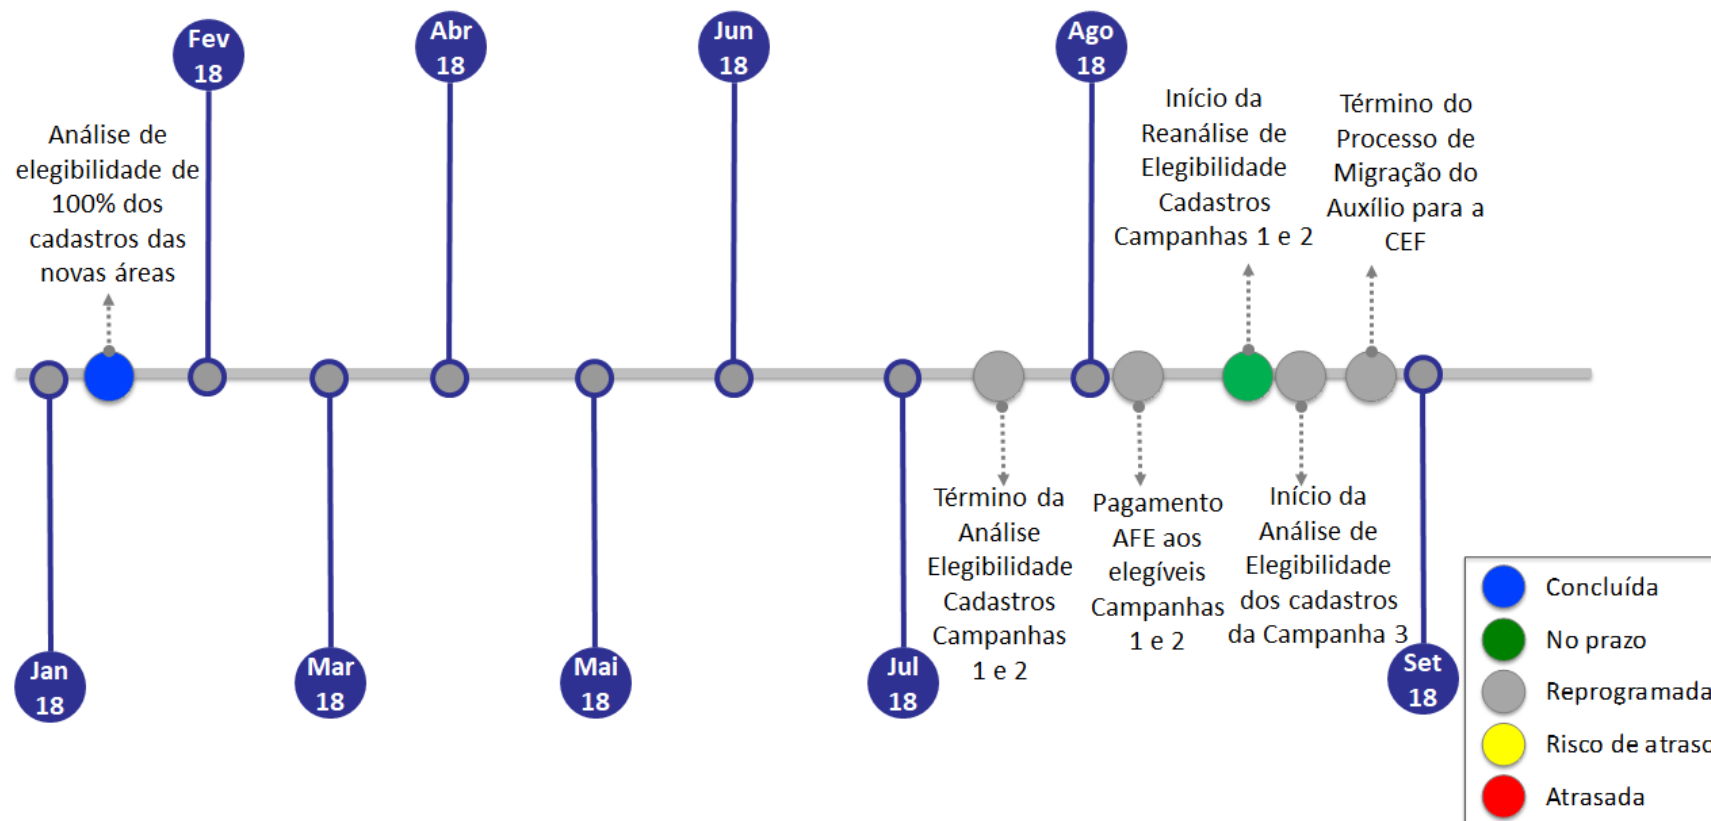 Fev
18
Abr
18
Jun
18
Ago
18
Análise de
elegibilidade de
100% dos
cadastros das
novas áreas
Início da
Reanálise de
Elegibilidade
Cadastros
Campanhas 1 e 2
Término do
Processo de
Migração do
Auxílio para a
CEF
Término da
Análise
Elegibilidade
Cadastros
Campanhas
1 e 2
Pagamento
AFE aos
elegíveis
Campanhas
1 e 2
Início da
Análise de
Elegibilidade
dos cadastros
da Campanha 3
Jan
18
Mar
18
Mai
18
Jul
18
Set
18
Concluída
No prazo
Reprogramada
Risco de atraso
Atrasada